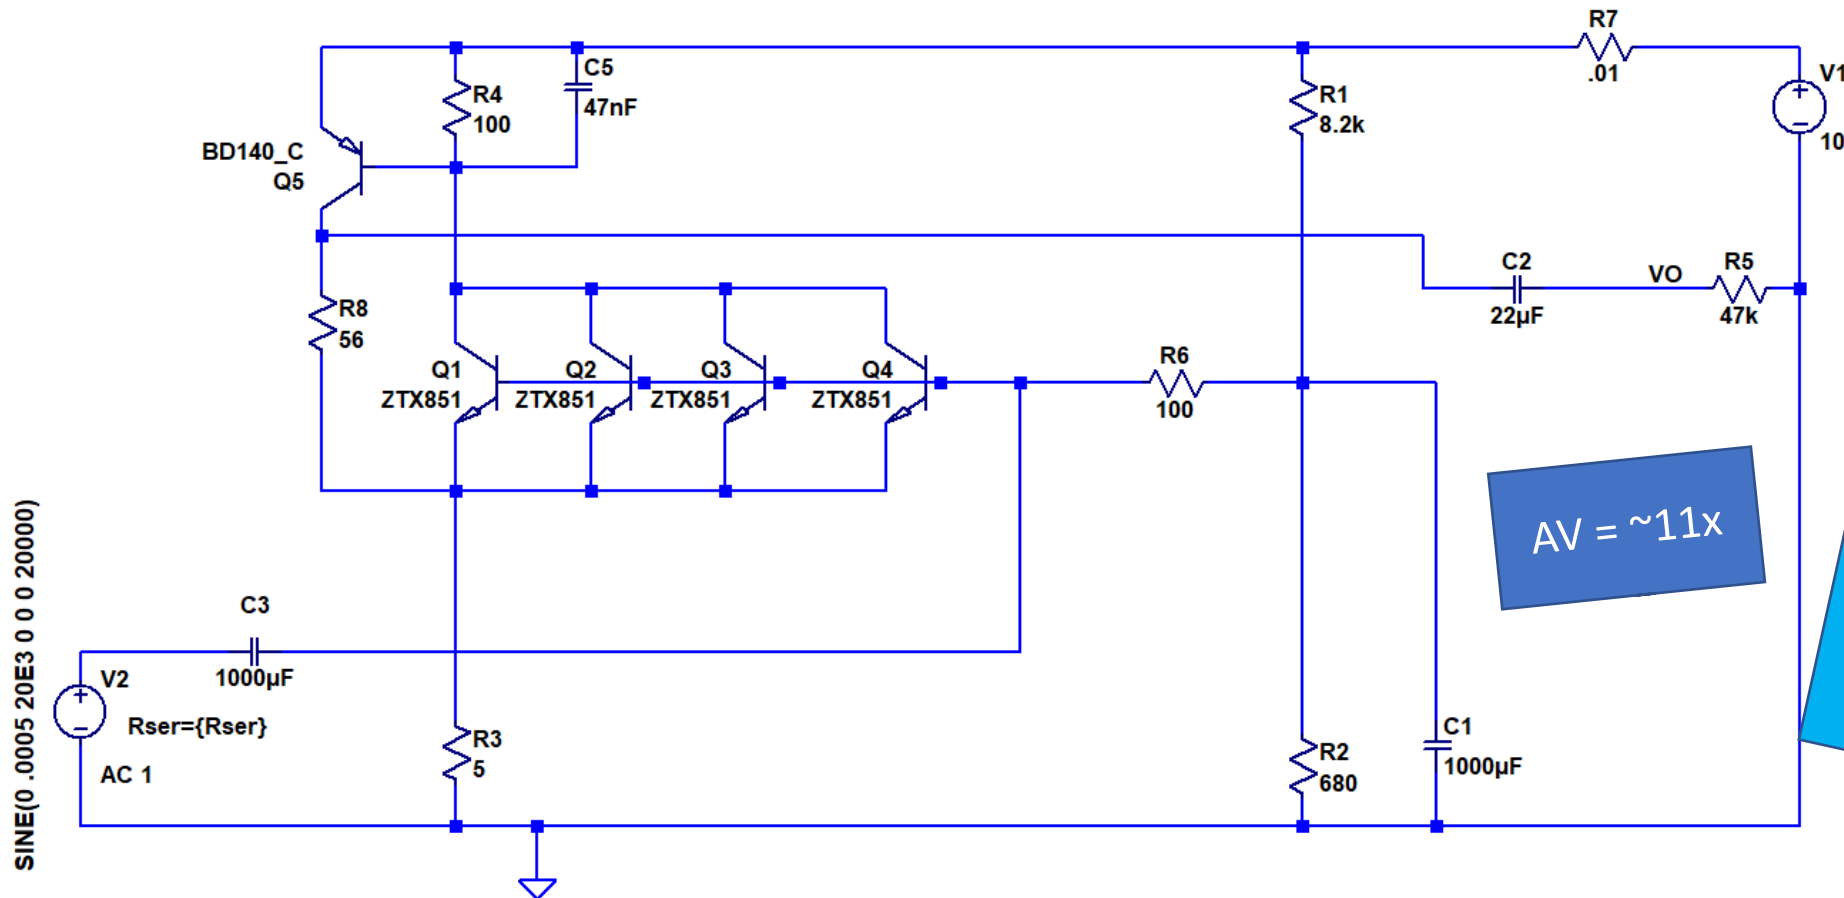 R7
.01
V1
10
C5
47nF
R4
100
R1
8.2k
BD140_C
Q5
C2
22µF
VO
R5
47k
R8
56
Q1
ZTX851
Q2
ZTX851
Q3
ZTX851
Q4
ZTX851
R6
100
AV = ~11x
SINE(0 .0005 20E3 0 0 0 20000)
C3
1000µF
V2
Rser={Rser}
AC 1
R3
5
R2
680
C1
1000µF